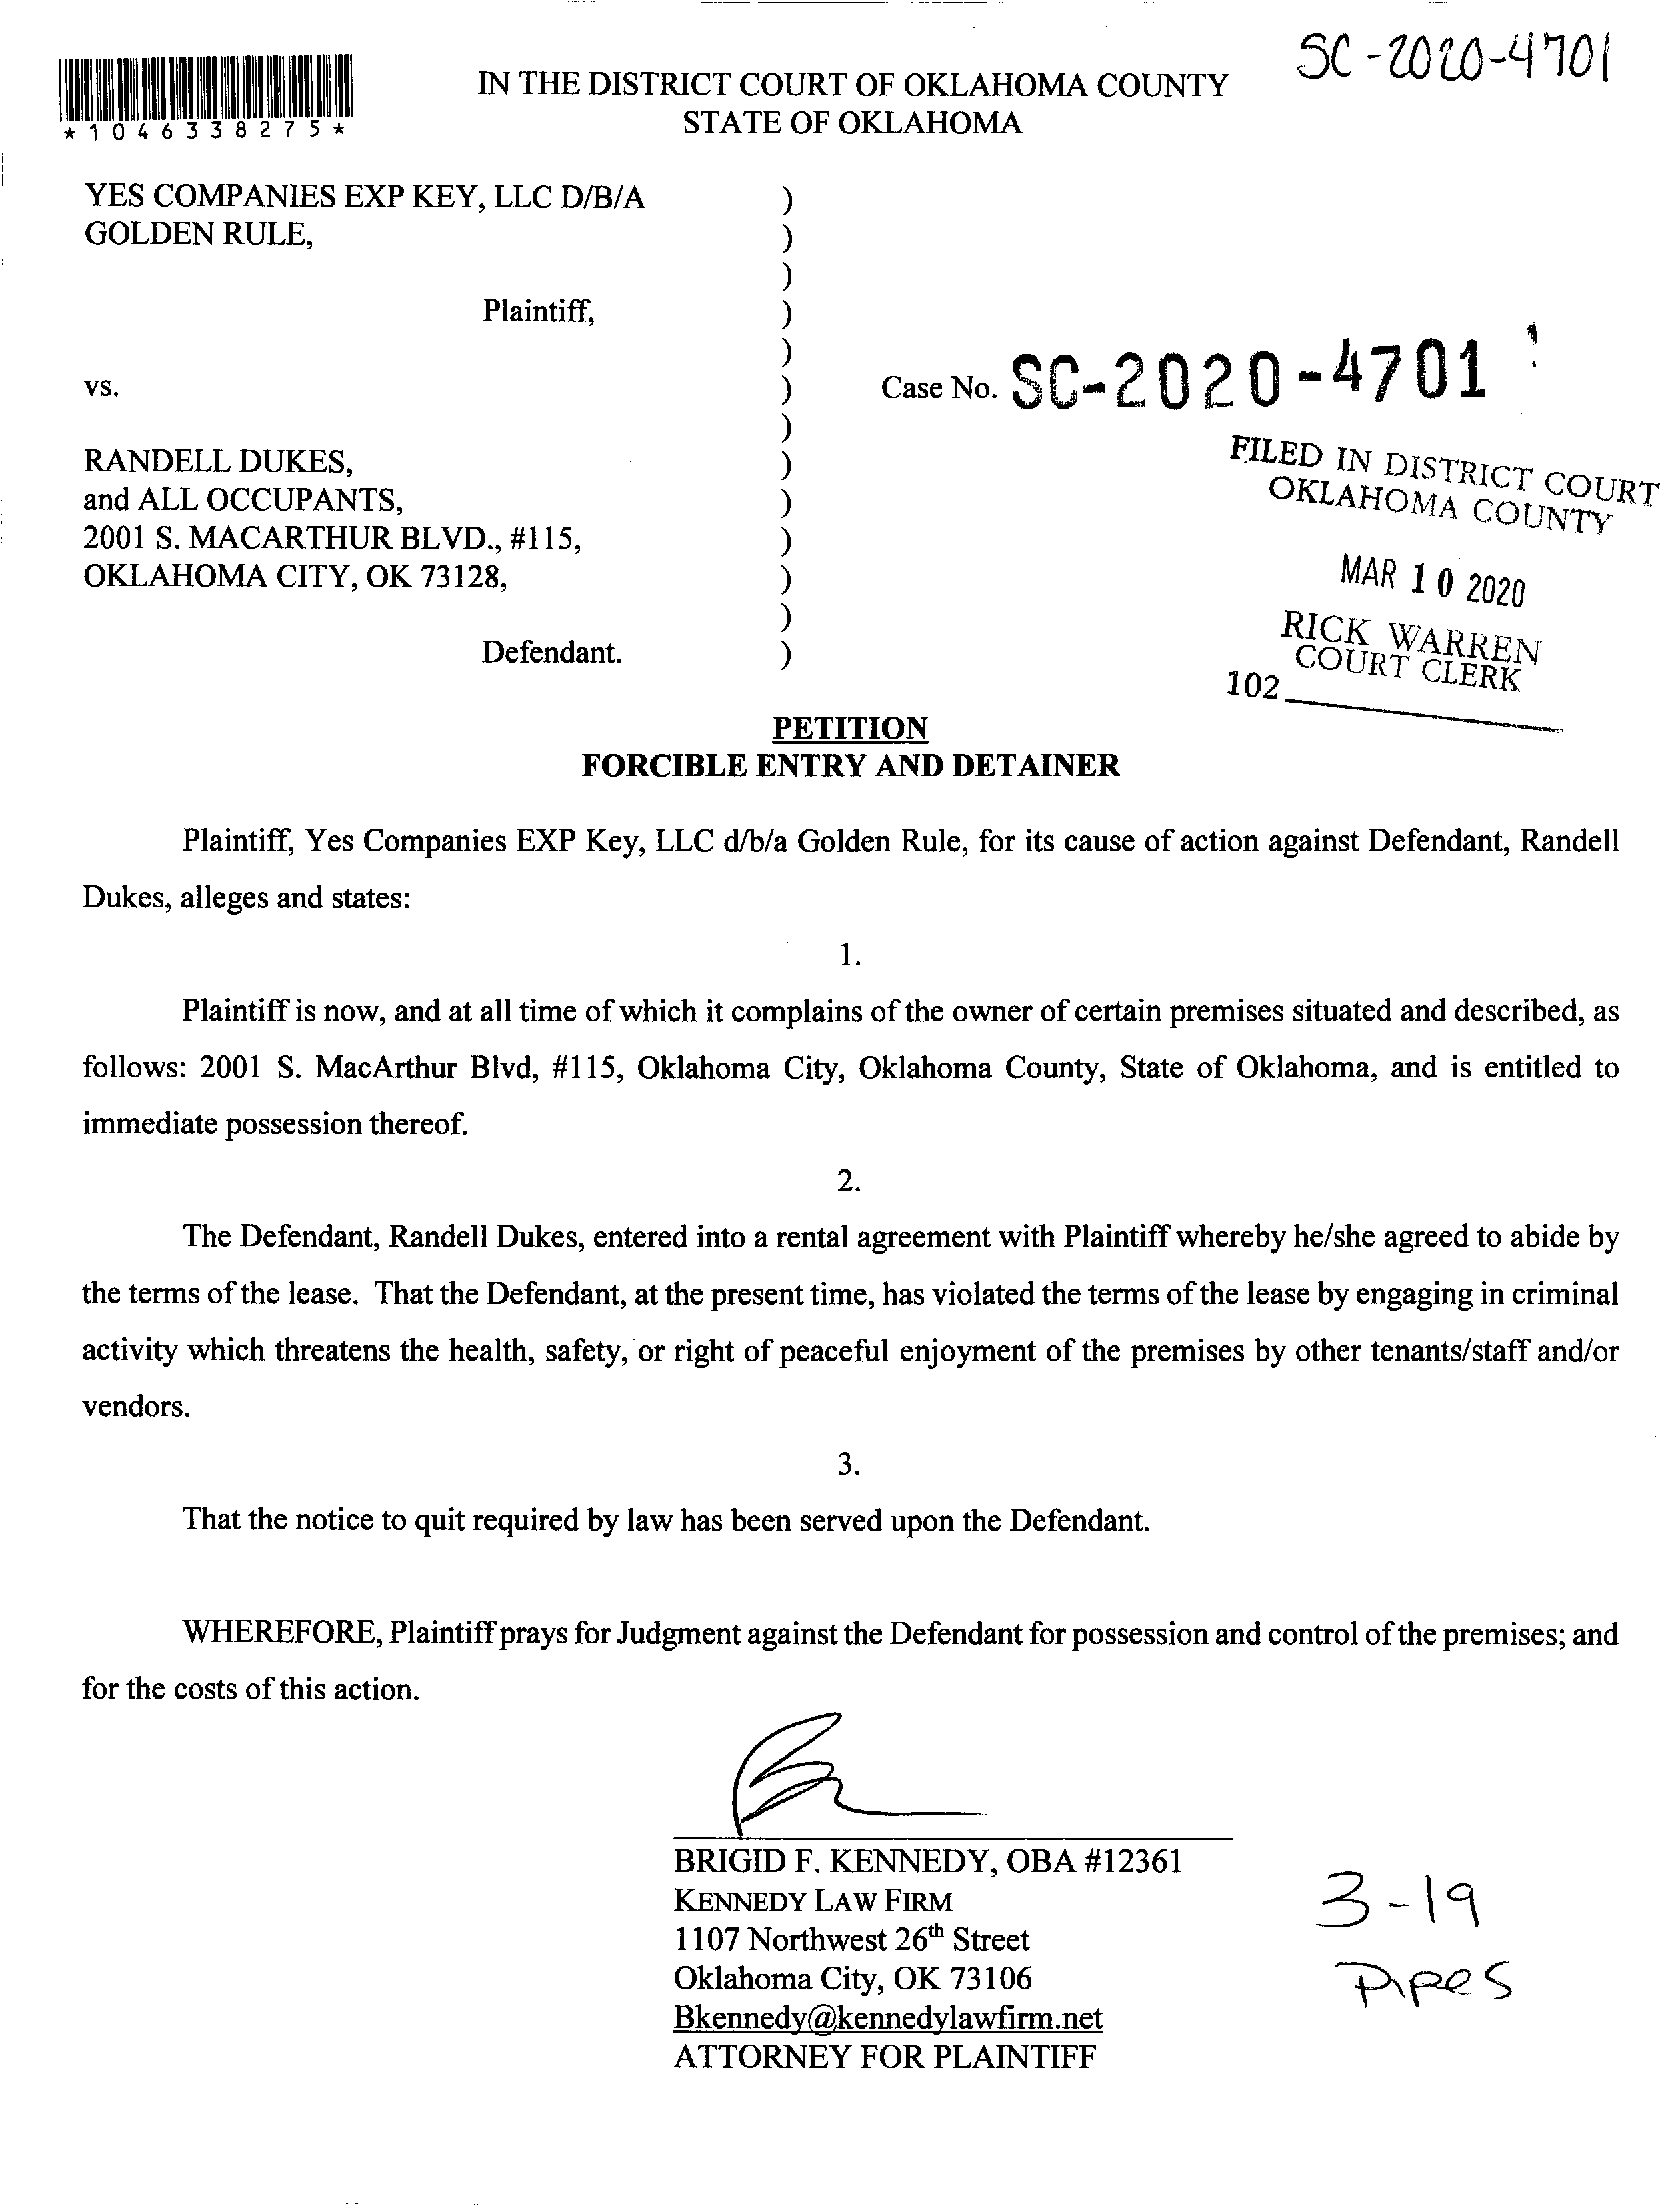 SC-2020-4701
IN THE DISTRICT COURT OF OKLAHOMA COUNTY
STATE OF OKLAHOMA
*1046338275*
YES COMPANIES EXP KEY, LLC D/B/A )
GOLDEN RULE, )
)
Plaintiff, )
)
vs. ) Case No. SC-2020-4701
)
RANDELL DUKES, )
and ALL OCCUPANTS, )
2001 S. MACARTHUR BLVD., #115, )
OKLAHOMA CITY, OK 73128, )
)
Defendant. )
FILED IN DISTRICT COURT
OKLAHOMA COUNTY
MAR 10 2020
RICK WARREN
COURT CLERK
102
PETITION
FORCIBLE ENTRY AND DETAINER
Plaintiff, Yes Companies EXP Key, LLC d/b/a Golden Rule, for its cause of action against Defendant, Randell
Dukes, alleges and states:
1.
Plaintiff is now, and at all time of which it complains of the owner of certain premises situated and described, as
follows: 2001 S. MacArthur Blvd, #115, Oklahoma City, Oklahoma County, State of Oklahoma, and is entitled to
immediate possession thereof.
2.
The Defendant, Randell Dukes, entered into a rental agreement with Plaintiff whereby he/she agreed to abide by
the terms of the lease. That the Defendant, at the present time, has violated the terms of the lease by engaging in criminal
activity which threatens the health, safety, or right of peaceful enjoyment of the premises by other tenants/staff and/or
vendors.
3.
That the notice to quit required by law has been served upon the Defendant.
WHEREFORE, Plaintiff prays for Judgment against the Defendant for possession and control of the premises; and
for the costs of this action.
BRIGID F. KENNEDY, OBA #12361
KENNEDY LAW FIRM
1107 Northwest 26th Street
Oklahoma City, OK 73106
Bkennedy@kennedylawfirm.net
ATTORNEY FOR PLAINTIFF
3-19
Pipes